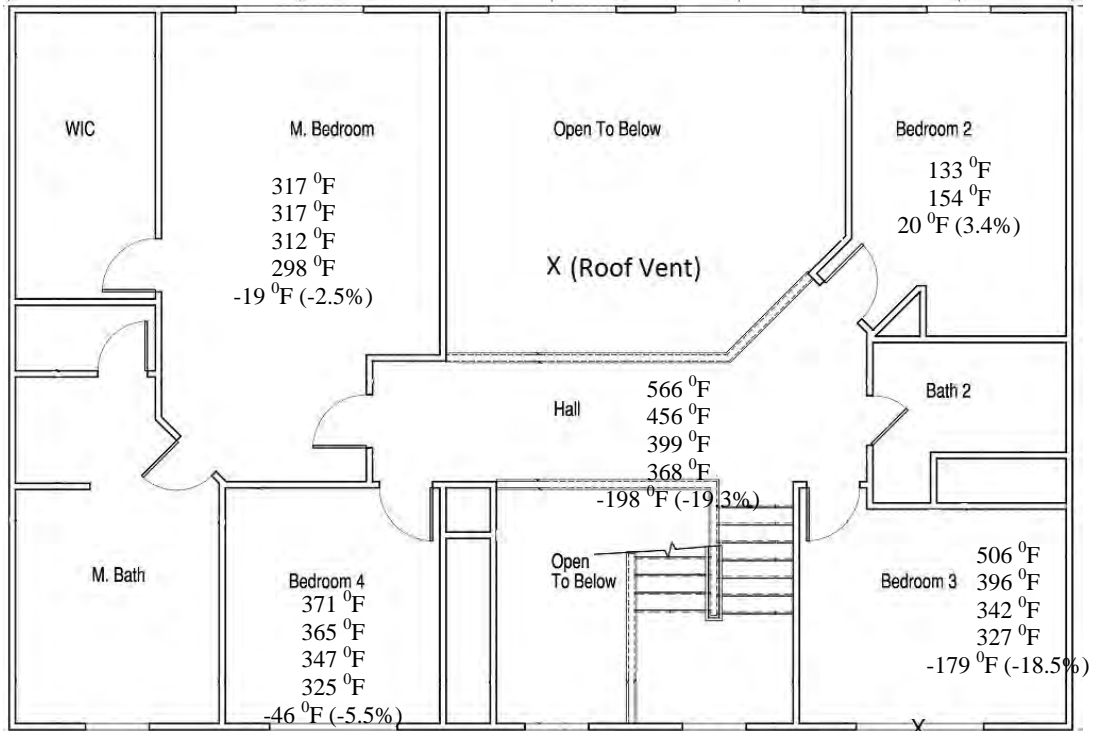 WIC
M. Bedroom
317 ⁰F
317 ⁰F
312 ⁰F
298 ⁰F
-19 ⁰F (-2.5%)
Open To Below
X (Roof Vent)
Bedroom 2
133 ⁰F
154 ⁰F
20 ⁰F (3.4%)
Hall
566 ⁰F
456 ⁰F
399 ⁰F
368 ⁰F
-198 ⁰F (-19.3%)
Bath 2
M. Bath
Bedroom 4
371 ⁰F
365 ⁰F
347 ⁰F
325 ⁰F
-46 ⁰F (-5.5%)
Open
To Below
Bedroom 3
506 ⁰F
396 ⁰F
342 ⁰F
327 ⁰F
-179 ⁰F (-18.5%)
X